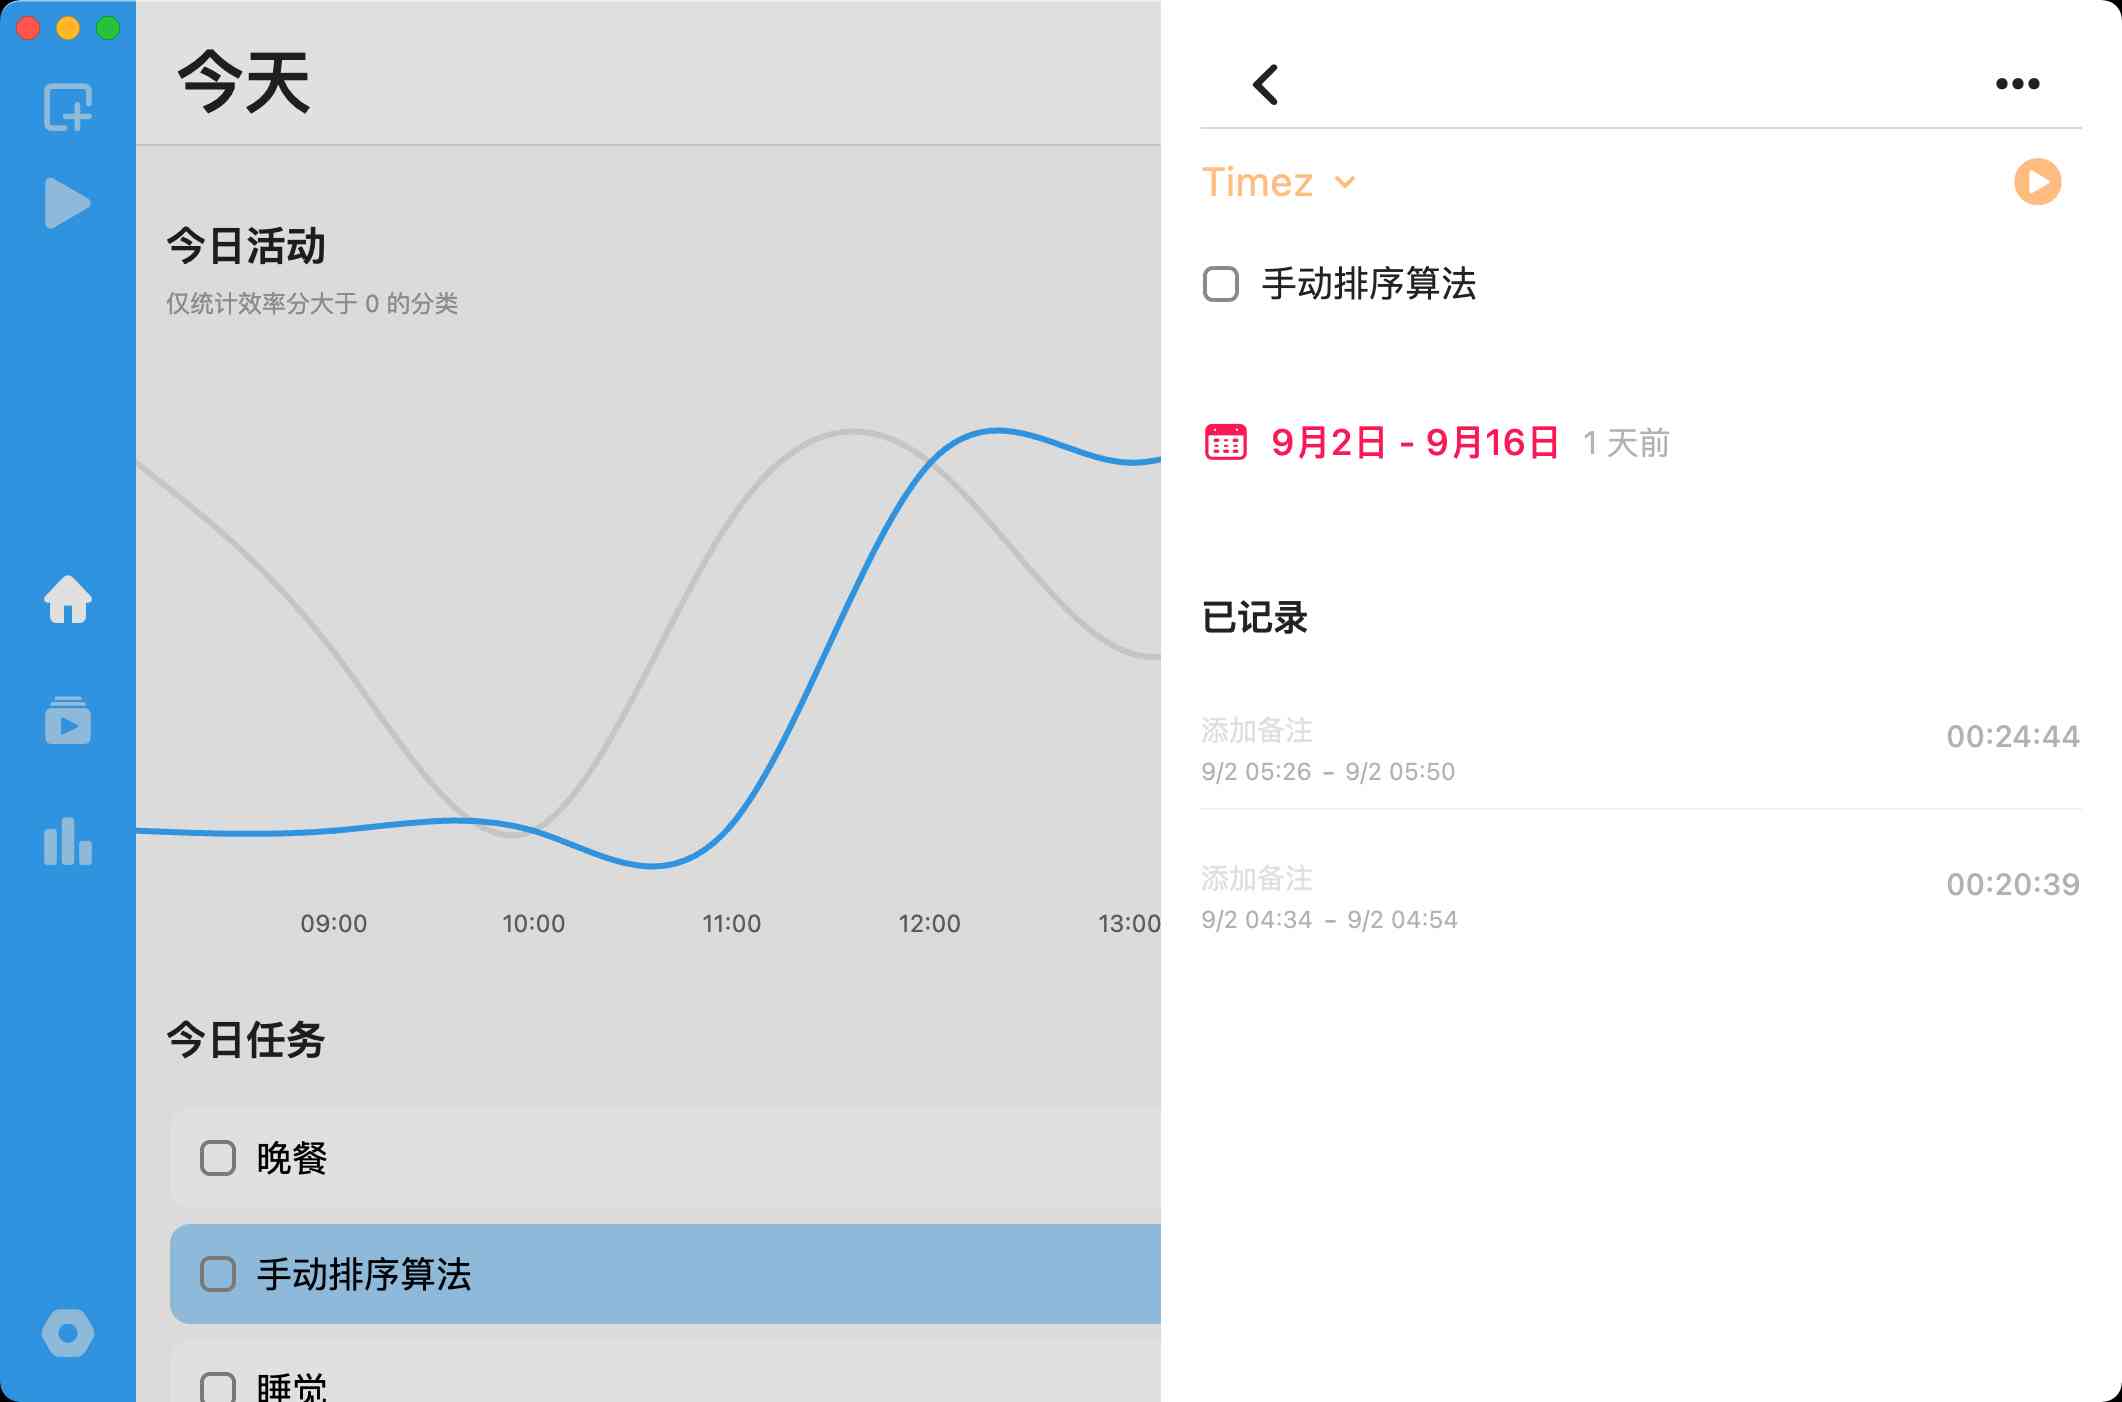 今天
今日活动
仅统计效率分大于 0 的分类
09:00 10:00 11:00 12:00 13:00
今日任务
晚餐
手动排序算法
睡觉
Timez
手动排序算法
9月2日 - 9月16日 1 天前
已记录
添加备注 00:24:44
9/2 05:26 – 9/2 05:50
添加备注 00:20:39
9/2 04:34 – 9/2 04:54